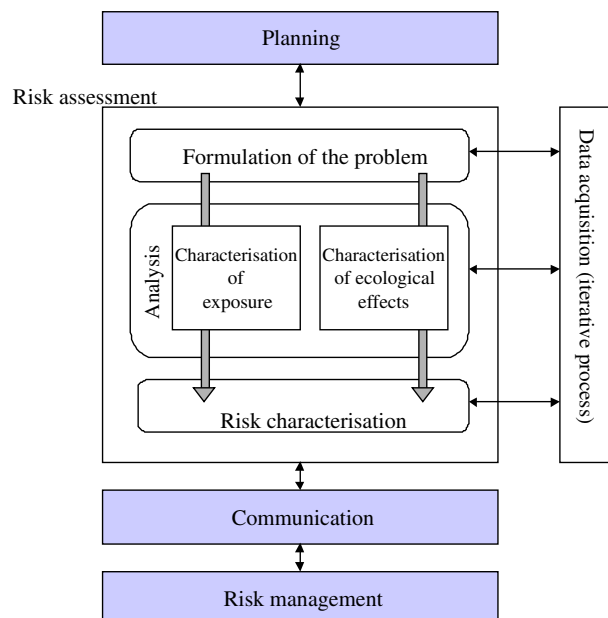 Planning
Risk assessment
Formulation of the problem
Analysis
Characterisation
of
exposure
Characterisation
of ecological
effects
Risk characterisation
Data acquisition (iterative process)
Communication
Risk management